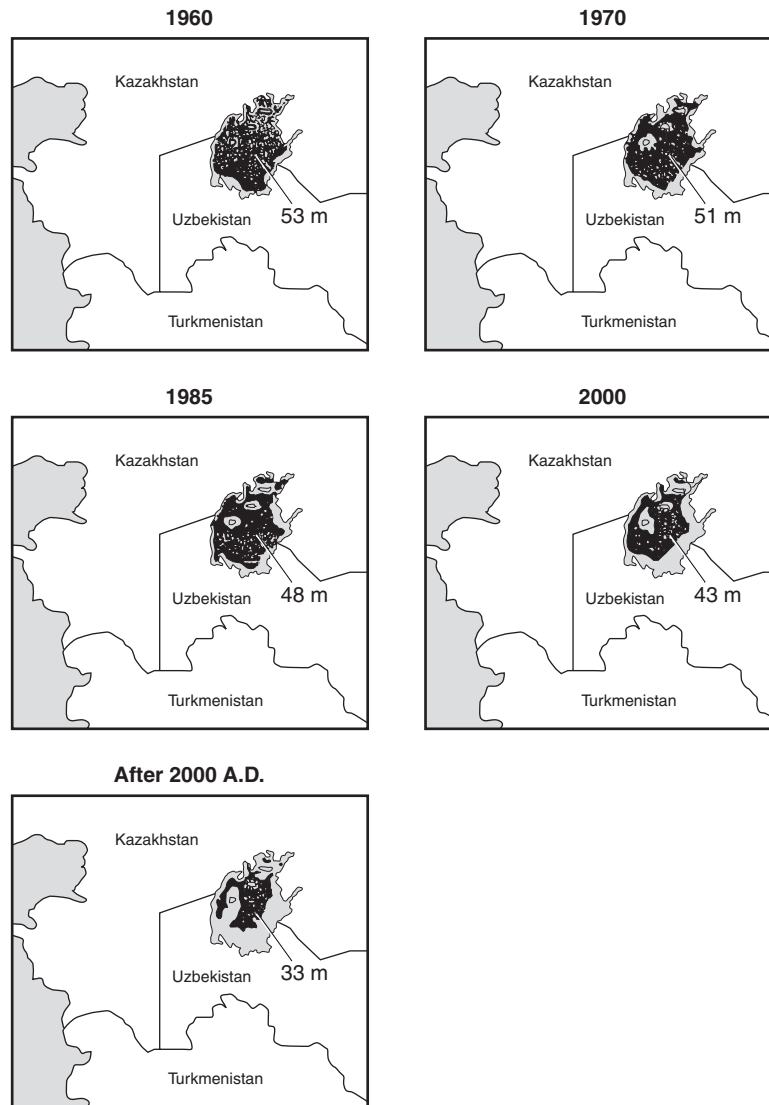 1960
Kazakhstan
Uzbekistan
53 m
Turkmenistan
1970
Kazakhstan
Uzbekistan
51 m
Turkmenistan
1985
Kazakhstan
Uzbekistan
48 m
Turkmenistan
2000
Kazakhstan
Uzbekistan
43 m
Turkmenistan
After 2000 A.D.
Kazakhstan
Uzbekistan
33 m
Turkmenistan